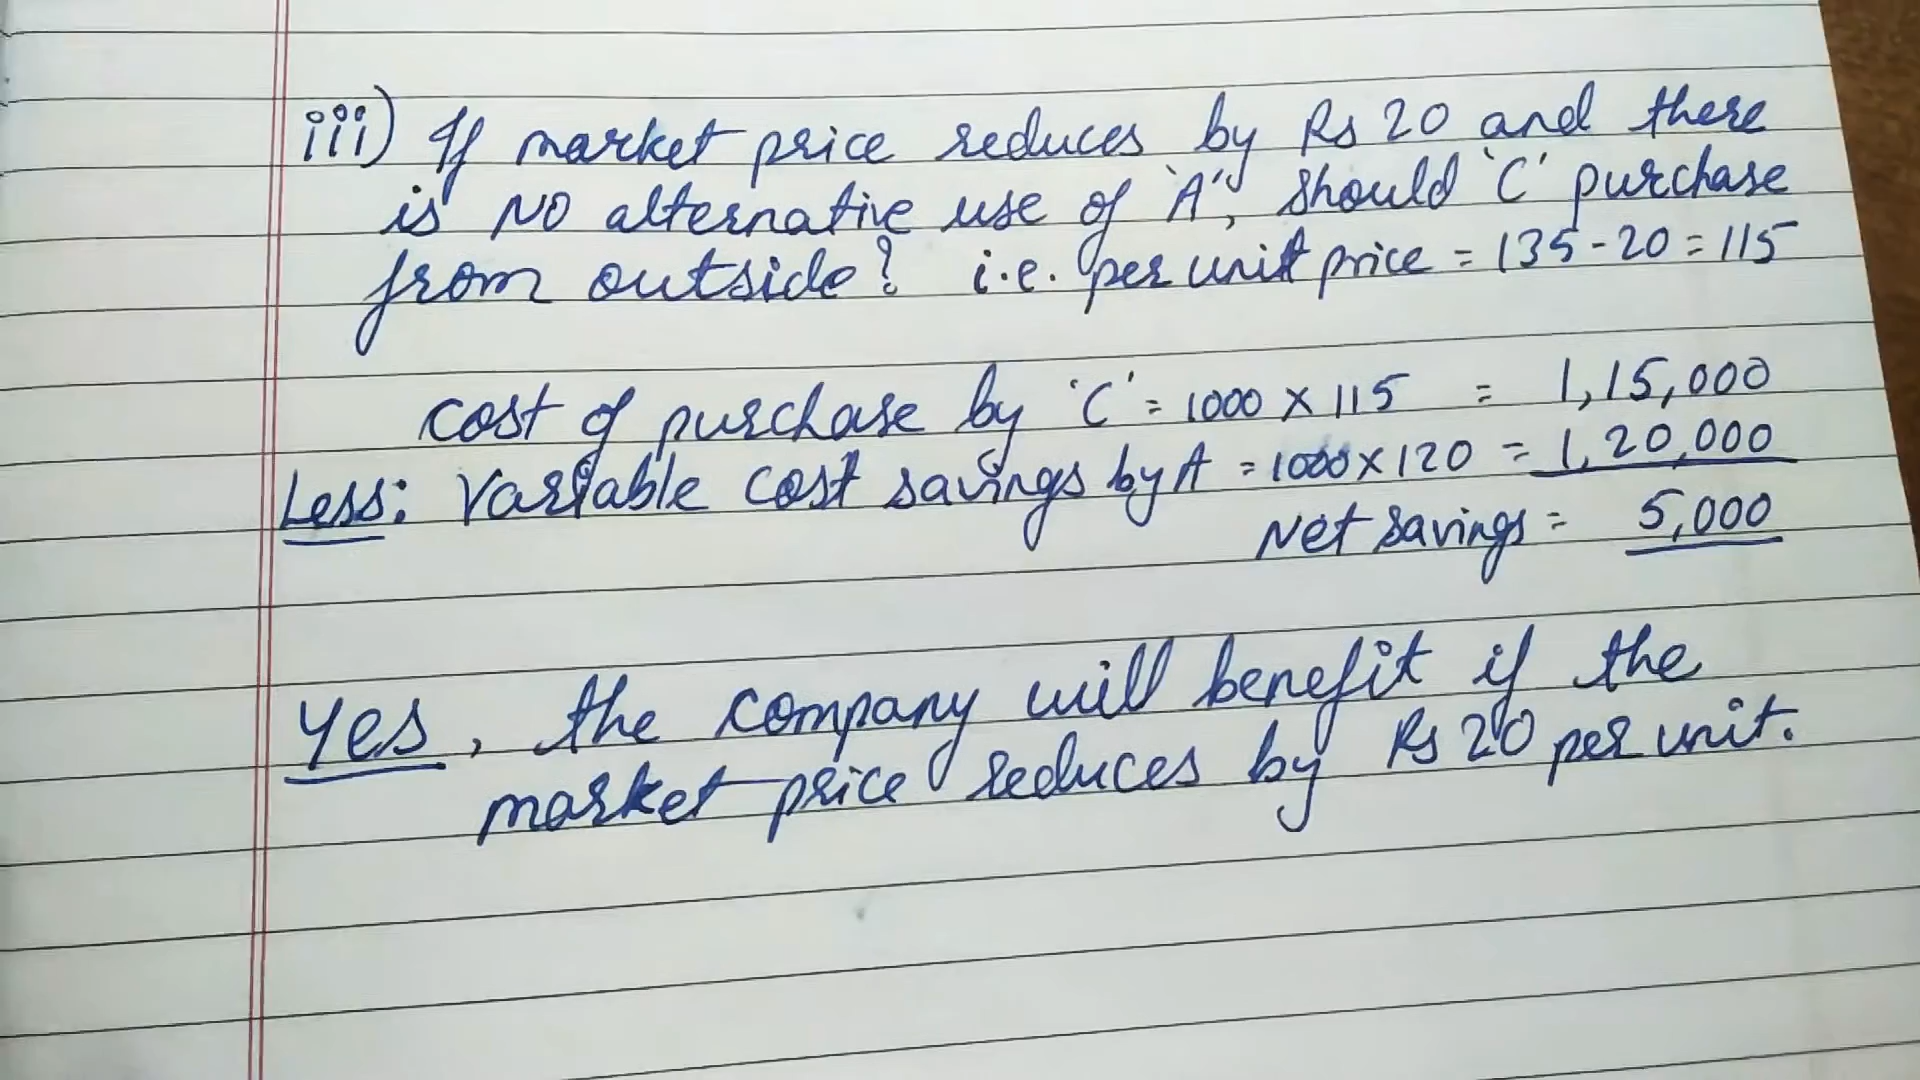 iii) If market price reduces by Rs 20 and there
is NO alternative use of 'A', should 'C' purchase
from outside? i.e. per unit price = 135-20 = 115
cost of purchase by 'C' = 1000 x 115 = 1,15,000
Less: Variable cost savings by A = 1000 x 120 = 1,20,000
Net savings = 5,000
Yes, the company will benefit if the
market price reduces by Rs 20 per unit.